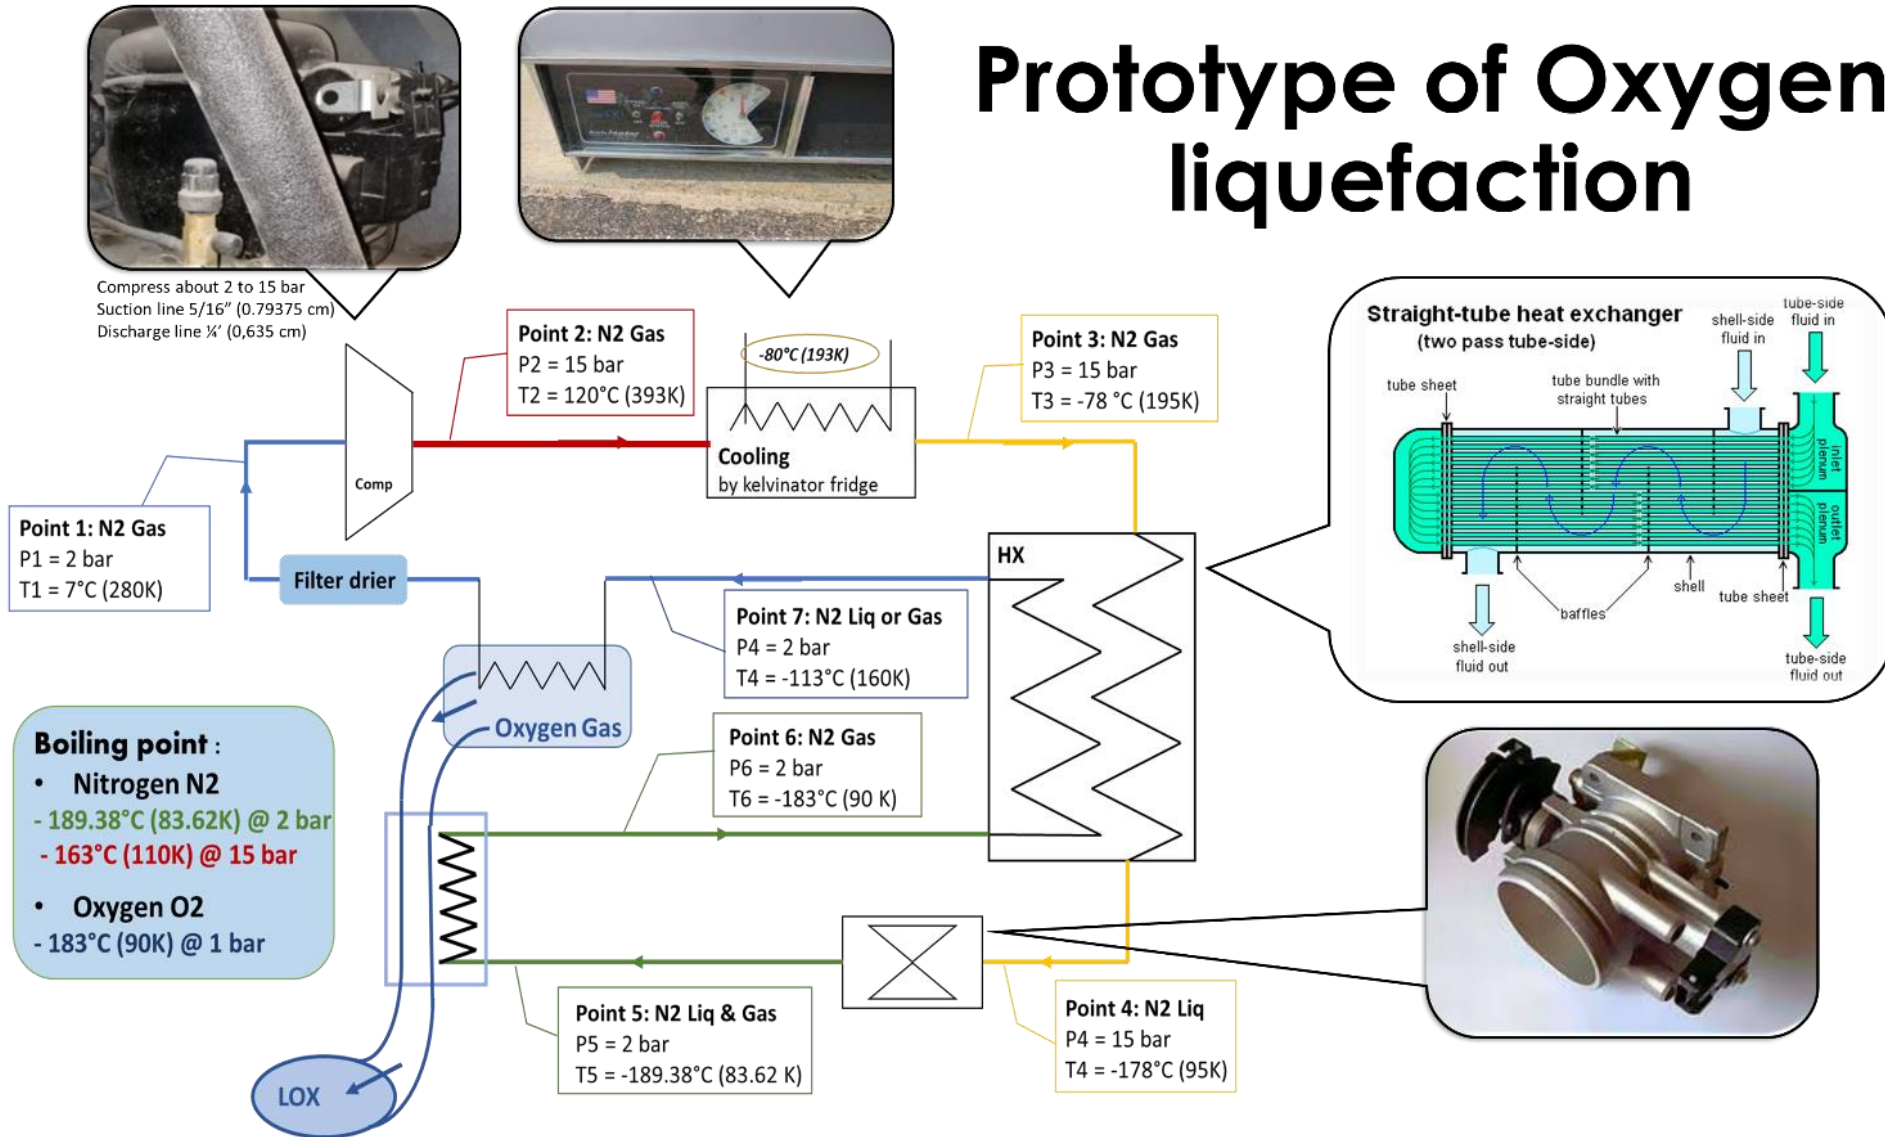 Prototype of Oxygen
liquefaction
Compress about 2 to 15 bar
Suction line 5/16" (0.79375 cm)
Discharge line ¼' (0,635 cm)
Point 2: N2 Gas
P2 = 15 bar
T2 = 120°C (393K)
-80°C (193K)
Cooling
by kelvinator fridge
Point 3: N2 Gas
P3 = 15 bar
T3 = -78 °C (195K)
Straight-tube heat exchanger
(two pass tube-side)
tube-side
fluid in
shell-side
fluid in
tube sheet
tube bundle with
straight tubes
inlet
plenum
outlet
plenum
shell
tube sheet
baffles
shell-side
fluid out
tube-side
fluid out
Comp
Point 1: N2 Gas
P1 = 2 bar
T1 = 7°C (280K)
Filter drier
HX
Point 7: N2 Liq or Gas
P4 = 2 bar
T4 = -113°C (160K)
Oxygen Gas
Point 6: N2 Gas
P6 = 2 bar
T6 = -183°C (90 K)
Boiling point :
• Nitrogen N2
- 189.38°C (83.62K) @ 2 bar
- 163°C (110K) @ 15 bar
• Oxygen O2
- 183°C (90K) @ 1 bar
Point 5: N2 Liq & Gas
P5 = 2 bar
T5 = -189.38°C (83.62 K)
Point 4: N2 Liq
P4 = 15 bar
T4 = -178°C (95K)
LOX